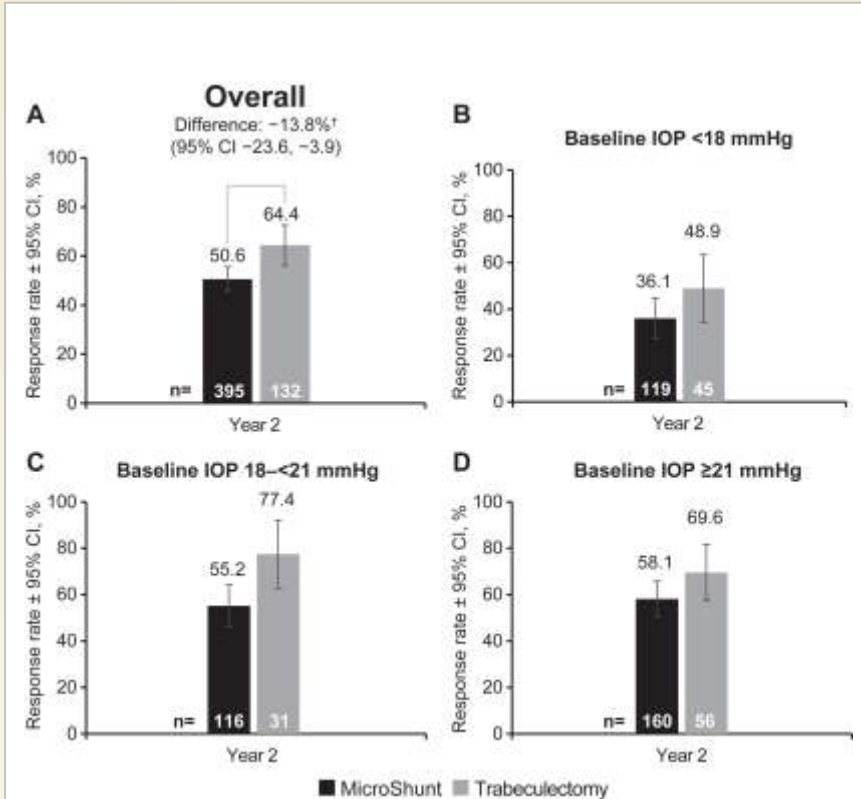 A
Overall
Difference: −13.8%†
(95% CI −23.6, −3.9)
Response rate ± 95% CI, %
100
80
60
40
20
0
50.6
64.4
n= 395 132
Year 2
B
Baseline IOP <18 mmHg
Response rate ± 95% CI, %
100
80
60
40
20
0
36.1
48.9
n= 119 45
Year 2
C
Baseline IOP 18–<21 mmHg
Response rate ± 95% CI, %
100
80
60
40
20
0
55.2
77.4
n= 116 31
Year 2
D
Baseline IOP ≥21 mmHg
Response rate ± 95% CI, %
100
80
60
40
20
0
58.1
69.6
n= 160 56
Year 2
MicroShunt Trabeculectomy